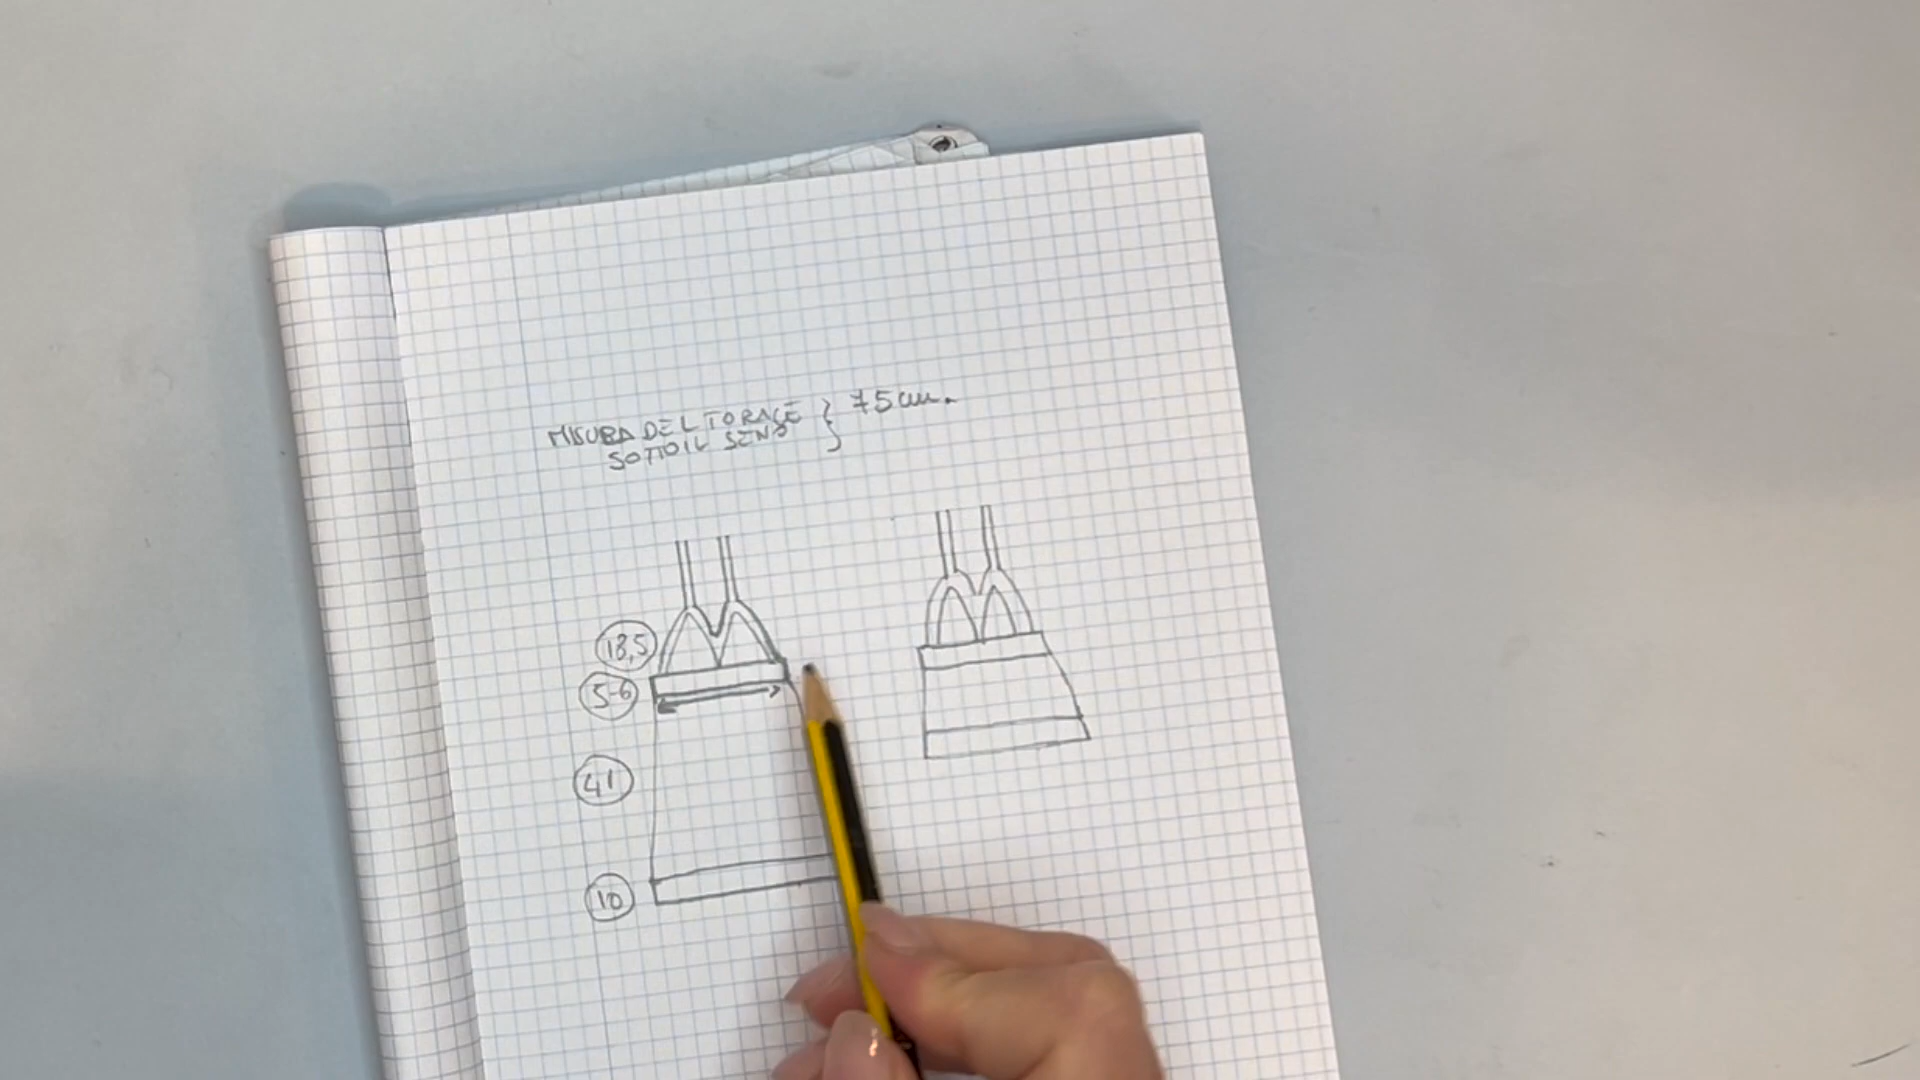 MISURA DEL TORACE } 75 cm.
SOTTO IL SENO
18,5
5-6
41
10